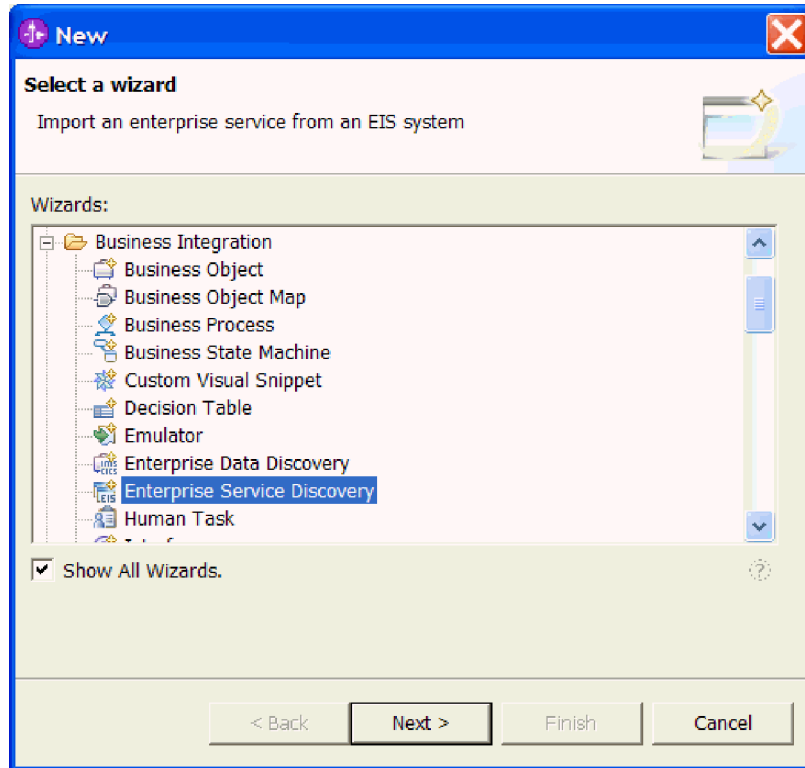 New
Select a wizard
Import an enterprise service from an EIS system
Wizards:
Business Integration
Business Object
Business Object Map
Business Process
Business State Machine
Custom Visual Snippet
Decision Table
Emulator
Enterprise Data Discovery
Enterprise Service Discovery
Human Task
Show All Wizards.
< Back Next > Finish Cancel